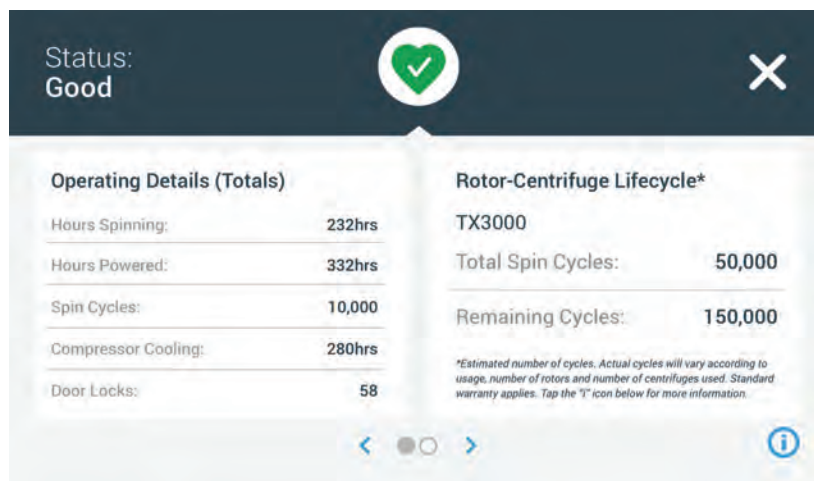 Status:
Good
Operating Details (Totals)
Hours Spinning: 232hrs
Hours Powered: 332hrs
Spin Cycles: 10,000
Compressor Cooling: 280hrs
Door Locks: 58
Rotor-Centrifuge Lifecycle*
TX3000
Total Spin Cycles: 50,000
Remaining Cycles: 150,000
*Estimated number of cycles. Actual cycles will vary according to
usage, number of rotors and number of centrifuges used. Standard
warranty applies. Tap the "i" icon below for more information.
i